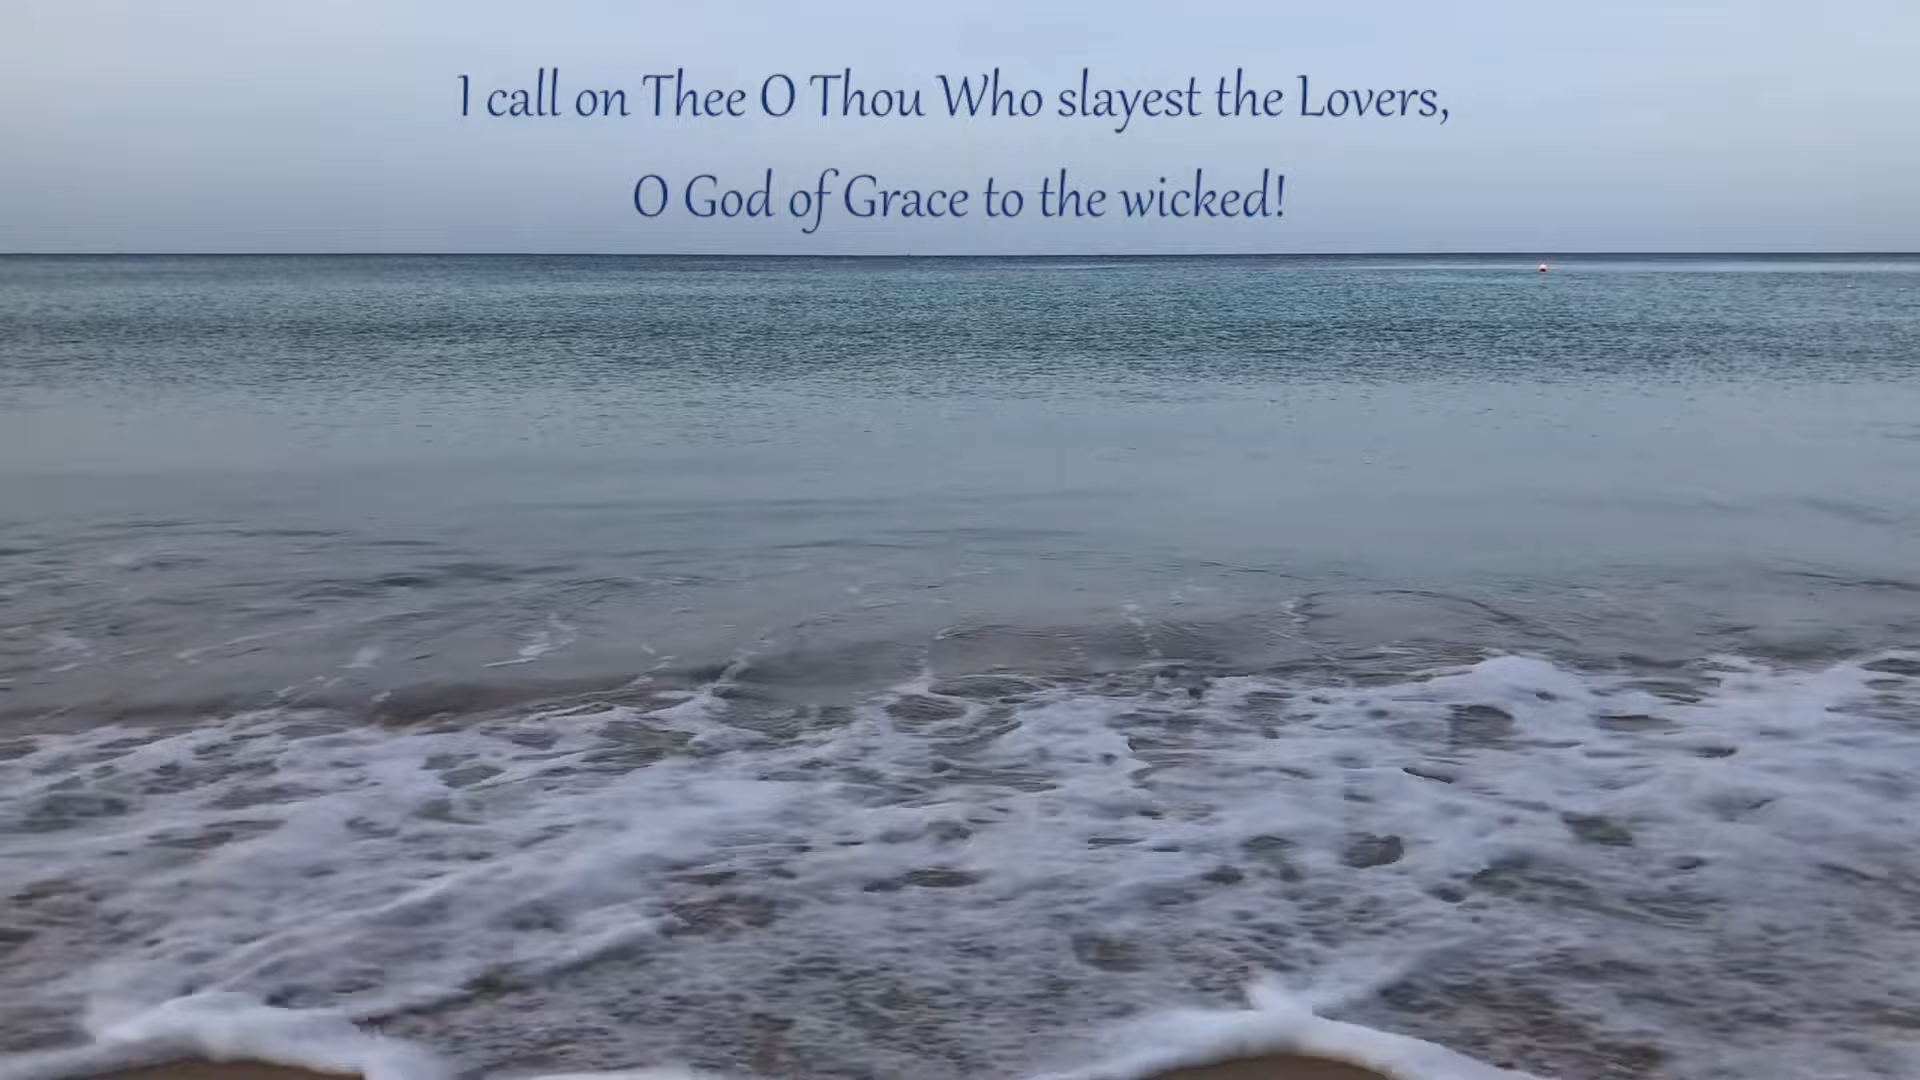 I call on Thee O Thou Who slayest the Lovers,
O God of Grace to the wicked!